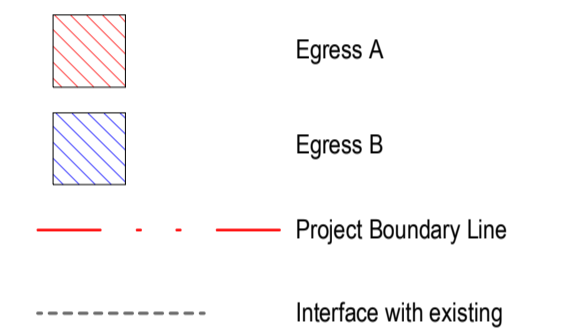 Egress A
Egress B
Project Boundary Line
Interface with existing